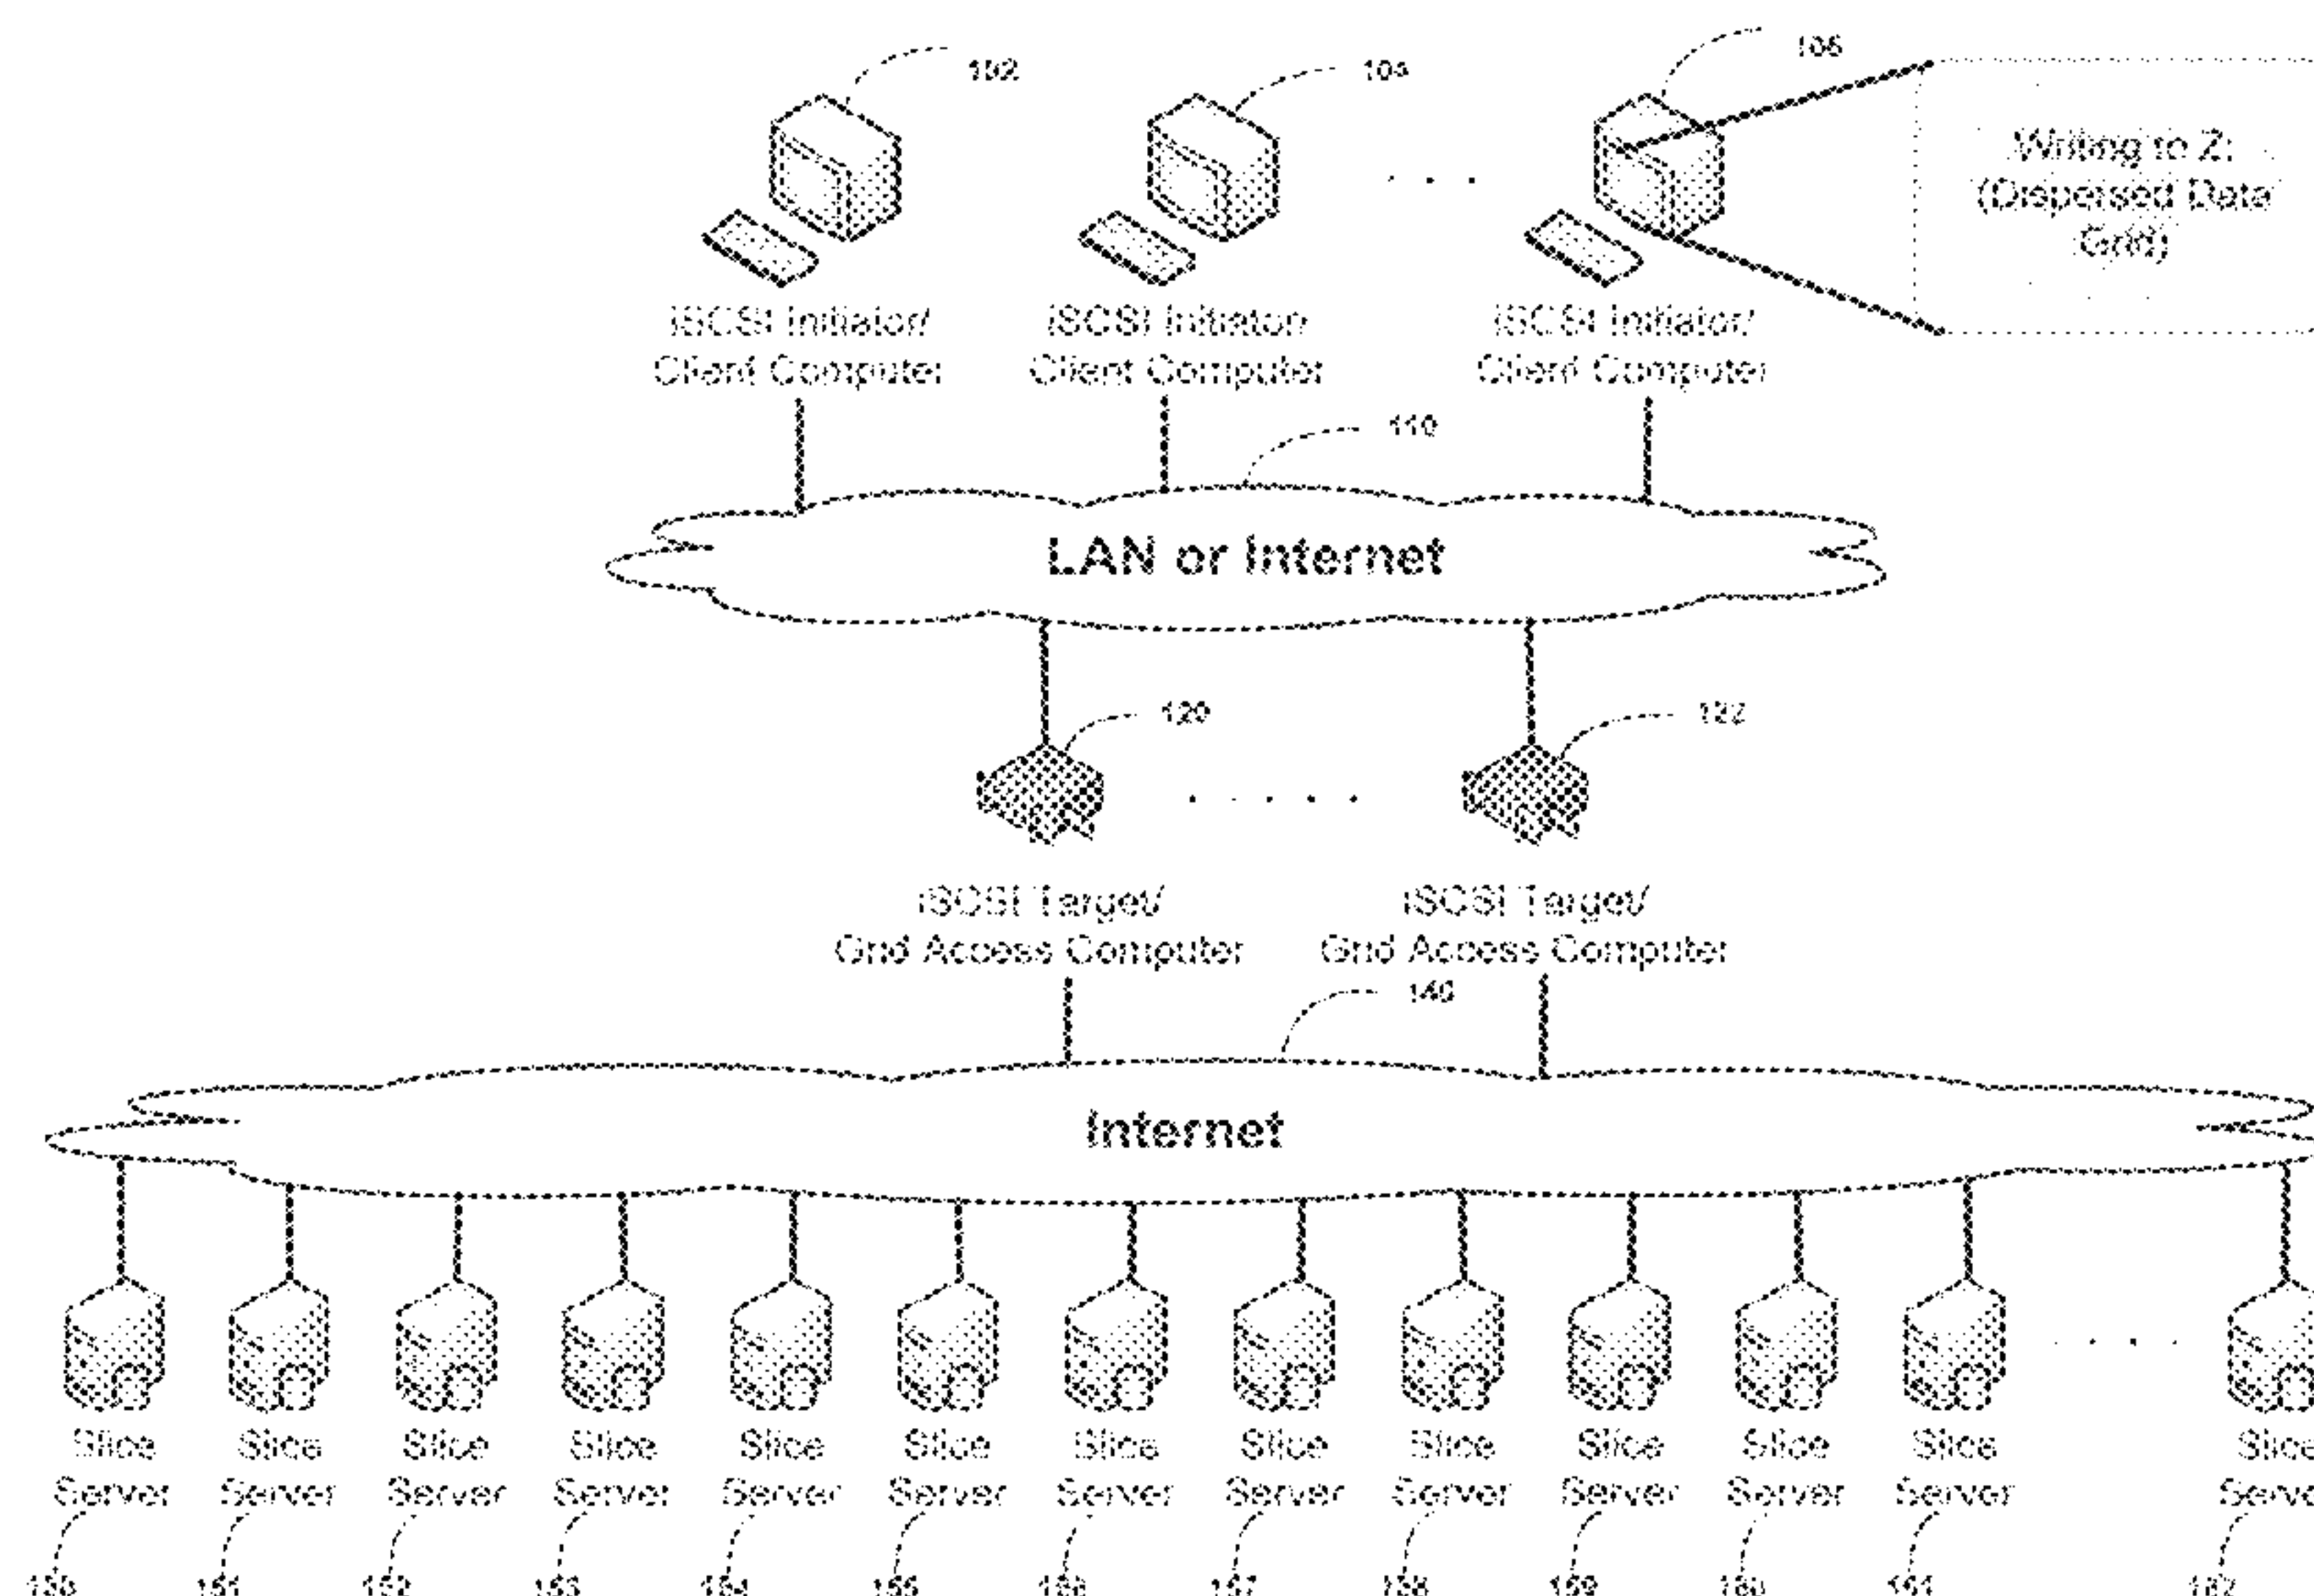 102
104
106
Writing to Z:
(Dispersed Data
Grid)
iSCSI Initiator/
Client Computer
iSCSI Initiator/
Client Computer
iSCSI Initiator/
Client Computer
110
LAN or Internet
120
122
iSCSI Target/
Grid Access Computer
iSCSI Target/
Grid Access Computer
140
Internet
Slice
Server
Slice
Server
Slice
Server
Slice
Server
Slice
Server
Slice
Server
Slice
Server
Slice
Server
Slice
Server
Slice
Server
Slice
Server
Slice
Server
Slice